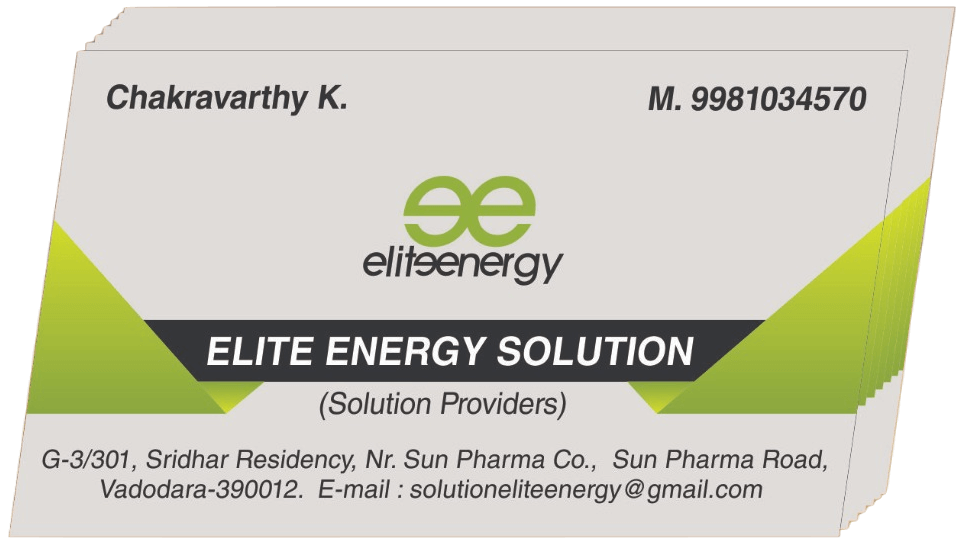 Chakravarthy K.
M. 9981034570
eliteenergy
ELITE ENERGY SOLUTION
(Solution Providers)
G-3/301, Sridhar Residency, Nr. Sun Pharma Co., Sun Pharma Road,
Vadodara-390012. E-mail : solutioneliteenergy@gmail.com